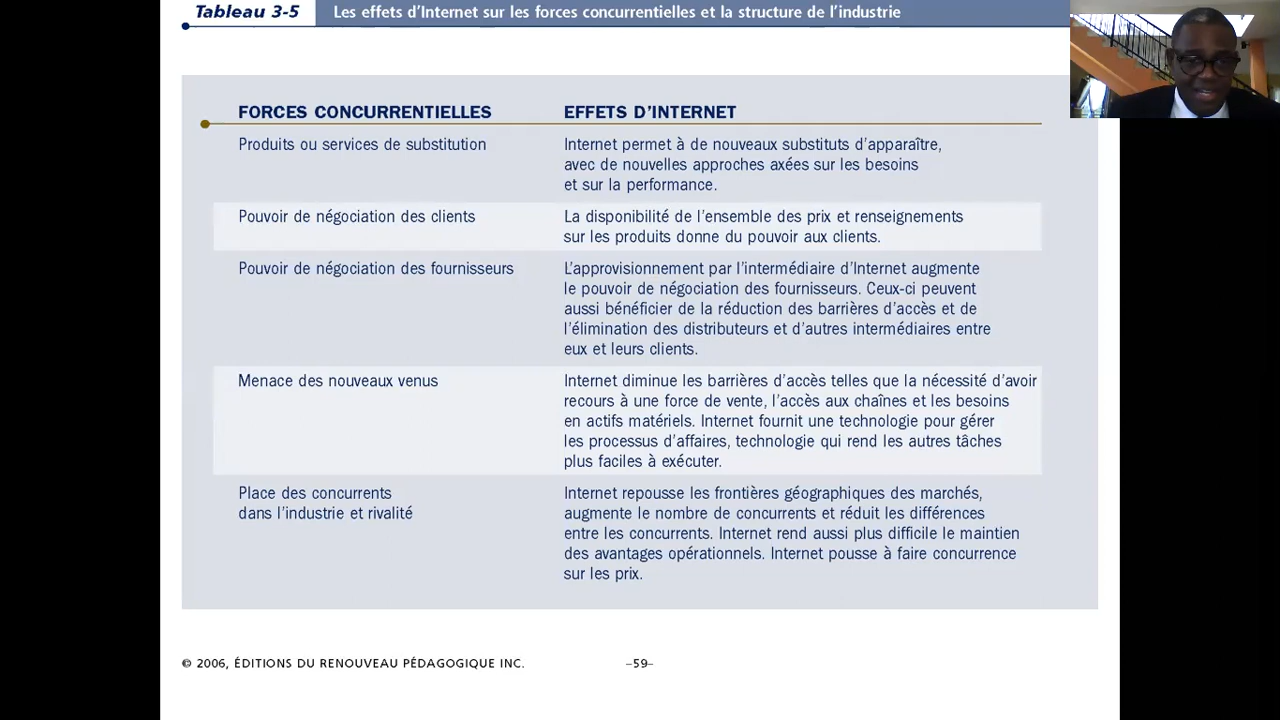 Tableau 3-5 Les effets d'Internet sur les forces concurrentielles et la structure de l'industrie
FORCES CONCURRENTIELLES EFFETS D'INTERNET
Produits ou services de substitution Internet permet à de nouveaux substituts d'apparaître,
avec de nouvelles approches axées sur les besoins
et sur la performance.
Pouvoir de négociation des clients La disponibilité de l'ensemble des prix et renseignements
sur les produits donne du pouvoir aux clients.
Pouvoir de négociation des fournisseurs L'approvisionnement par l'intermédiaire d'Internet augmente
le pouvoir de négociation des fournisseurs. Ceux-ci peuvent
aussi bénéficier de la réduction des barrières d'accès et de
l'élimination des distributeurs et d'autres intermédiaires entre
eux et leurs clients.
Menace des nouveaux venus Internet diminue les barrières d'accès telles que la nécessité d'avoir
recours à une force de vente, l'accès aux chaînes et les besoins
en actifs matériels. Internet fournit une technologie pour gérer
les processus d'affaires, technologie qui rend les autres tâches
plus faciles à exécuter.
Place des concurrents Internet repousse les frontières géographiques des marchés,
dans l'industrie et rivalité augmente le nombre de concurrents et réduit les différences
entre les concurrents. Internet rend aussi plus difficile le maintien
des avantages opérationnels. Internet pousse à faire concurrence
sur les prix.
© 2006, ÉDITIONS DU RENOUVEAU PÉDAGOGIQUE INC. –59–